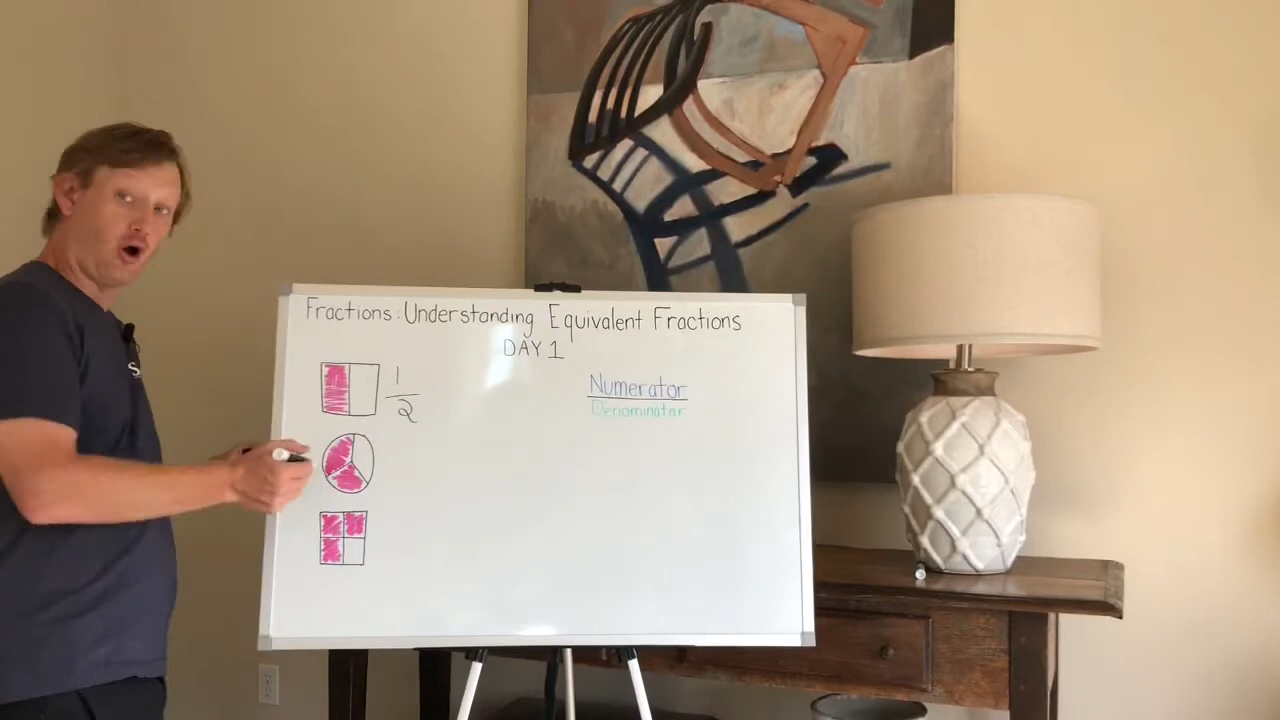 Fractions: Understanding Equivalent Fractions
DAY 1
1
2
Numerator
Denominator